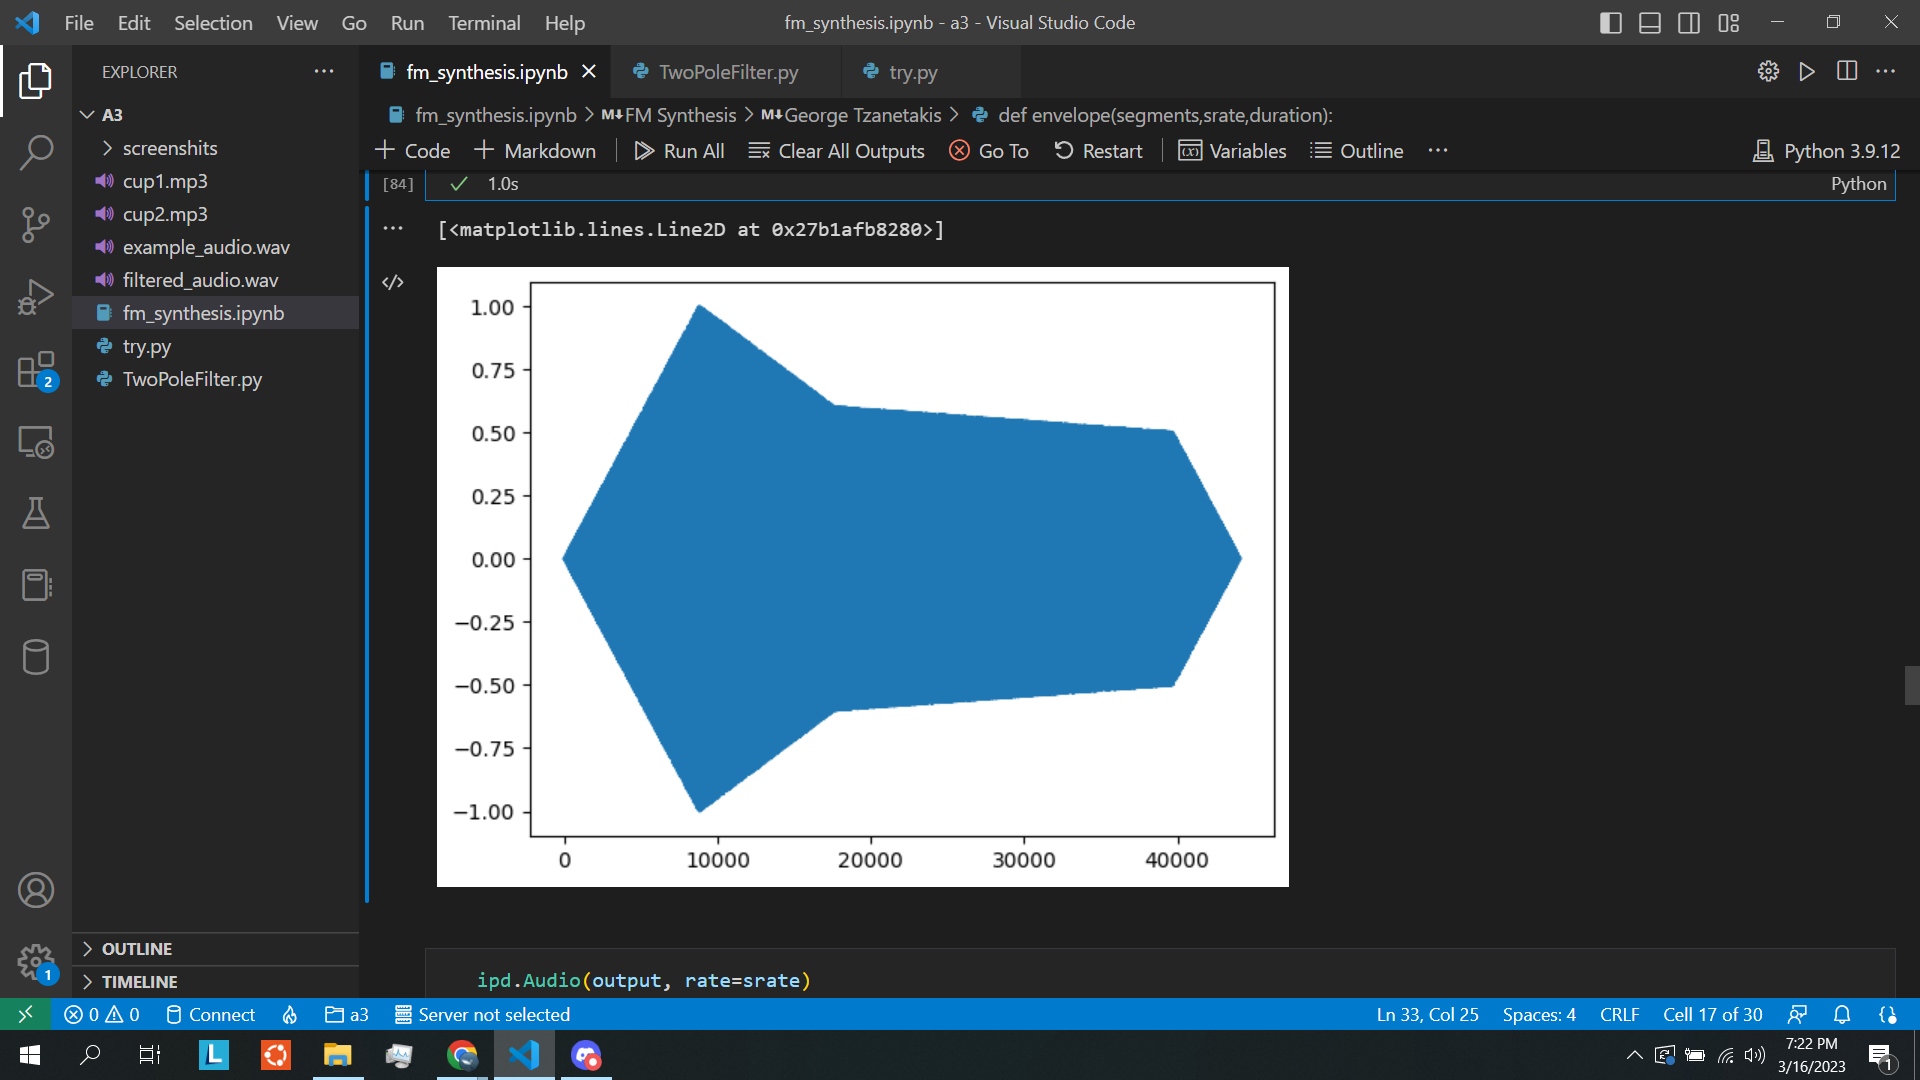 File Edit Selection View Go Run Terminal Help
fm_synthesis.ipynb - a3 - Visual Studio Code
EXPLORER
A3
screenshits
cup1.mp3
cup2.mp3
example_audio.wav
filtered_audio.wav
fm_synthesis.ipynb
try.py
TwoPoleFilter.py
OUTLINE
TIMELINE
2
1
fm_synthesis.ipynb TwoPoleFilter.py try.py
fm_synthesis.ipynb > M↓FM Synthesis > M↓George Tzanetakis > def envelope(segments,srate,duration):
Code Markdown Run All Clear All Outputs Go To Restart Variables Outline ...
Python 3.9.12
[84] 1.0s Python
[<matplotlib.lines.Line2D at 0x27b1afb8280>]
1.00
0.75
0.50
0.25
0.00
−0.25
−0.50
−0.75
−1.00
0 10000 20000 30000 40000
ipd.Audio(output, rate=srate)
0 0 Connect a3 Server not selected
Ln 33, Col 25 Spaces: 4 CRLF Cell 17 of 30
L
7:22 PM
3/16/2023
1